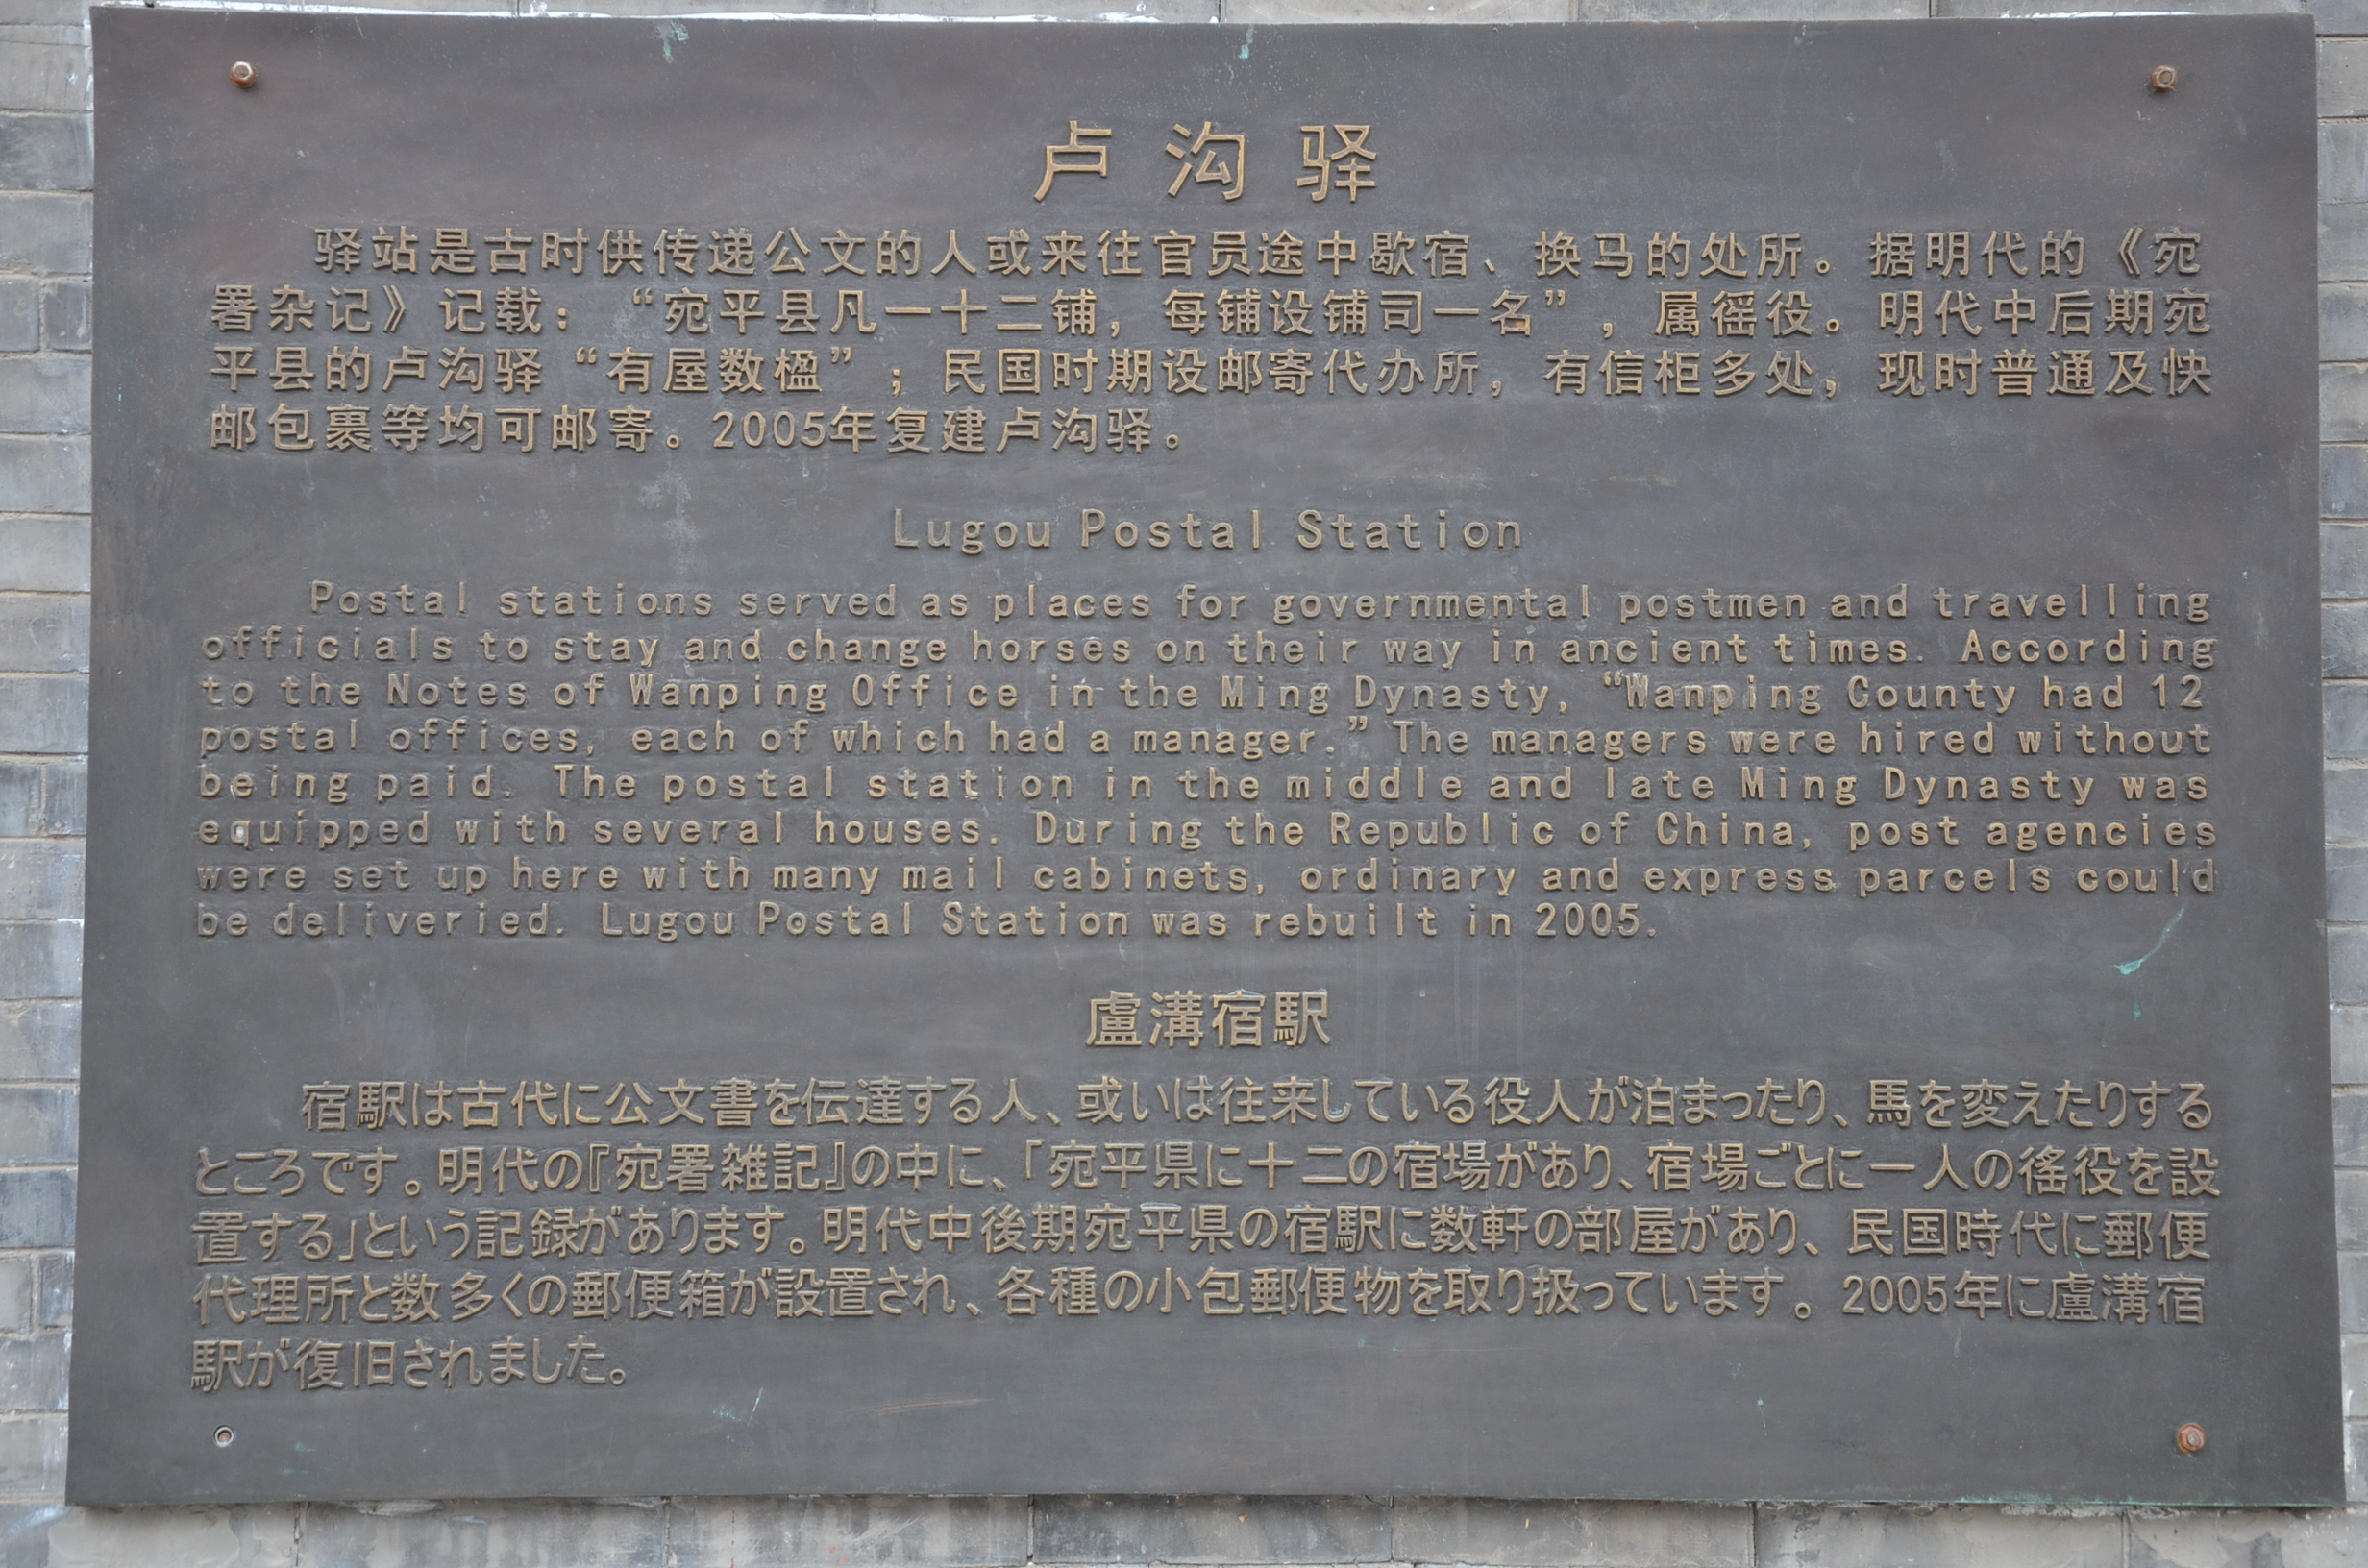 卢沟驿
驿站是古时供传递公文的人或来往官员途中歇宿、换马的处所。据明代的《宛
署杂记》记载：“宛平县凡一十二铺，每铺设铺司一名”，属徭役。明代中后期宛
平县的卢沟驿“有屋数楹”；民国时期设邮寄代办所，有信柜多处，现时普通及快
邮包裹等均可邮寄。2005年复建卢沟驿。
Lugou Postal Station
Postal stations served as places for governmental postmen and travelling
officials to stay and change horses on their way in ancient times. According
to the Notes of Wanping Office in the Ming Dynasty, “Wanping County had 12
postal offices, each of which had a manager.” The managers were hired without
being paid. The postal station in the middle and late Ming Dynasty was
equipped with several houses. During the Republic of China, post agencies
were set up here with many mail cabinets, ordinary and express parcels could
be deliveried. Lugou Postal Station was rebuilt in 2005.
盧溝宿駅
宿駅は古代に公文書を伝達する人、或いは往来している役人が泊まったり、馬を変えたりする
ところです。明代の『宛署雑記』の中に、「宛平県に十二の宿場があり、宿場ごとに一人の徭役を設
置する」という記録があります。明代中後期宛平県の宿駅に数軒の部屋があり、民国時代に郵便
代理所と数多くの郵便箱が設置され、各種の小包郵便物を取り扱っています。2005年に盧溝宿
駅が復旧されました。